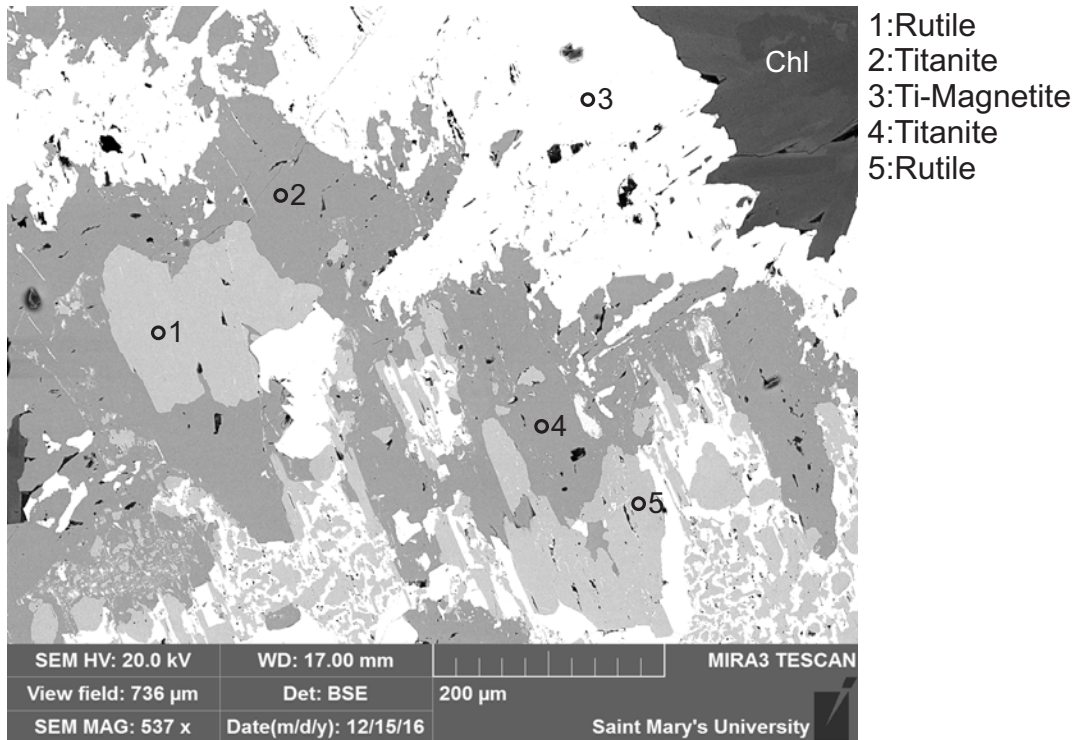 1:Rutile
2:Titanite
3:Ti-Magnetite
4:Titanite
5:Rutile
Chl
3
2
1
4
5
SEM HV: 20.0 kV WD: 17.00 mm MIRA3 TESCAN
View field: 736 µm Det: BSE 200 µm
SEM MAG: 537 x Date(m/d/y): 12/15/16 Saint Mary's University